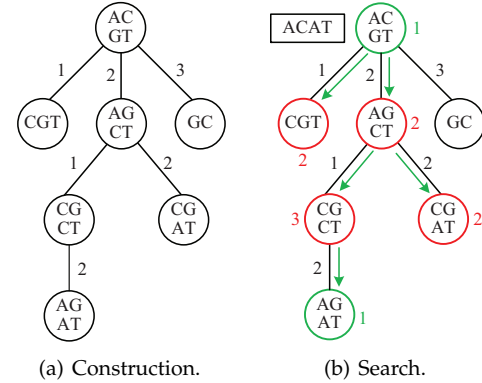 AC
GT
1
2
3
CGT
AG
CT
GC
1
2
CG
CT
CG
AT
2
AG
AT
(a) Construction.
ACAT
AC
GT
1
1
2
3
CGT
2
AG
CT
2
GC
1
2
3
CG
CT
CG
AT
2
2
AG
AT
1
(b) Search.